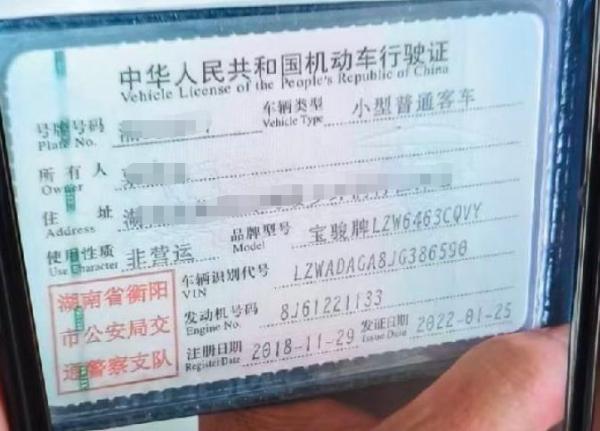 中华人民共和国机动车行驶证
Vehicle License of the People's Republic of China
号牌号码 湘 车辆类型 小型普通客车
Plate No. Vehicle Type
所有人
Owner
住址 湖
Address
使用性质 非营运 品牌型号 宝骏牌LZW6463CQVY
Use Character Model
车辆识别代号 LZWADAGA8JG386590
VIN
发动机号码 8J61221133
Engine No.
注册日期 2018-11-29 发证日期 2022-01-25
Register Date Issue Date
湖南省衡阳
市公安局交
通警察支队